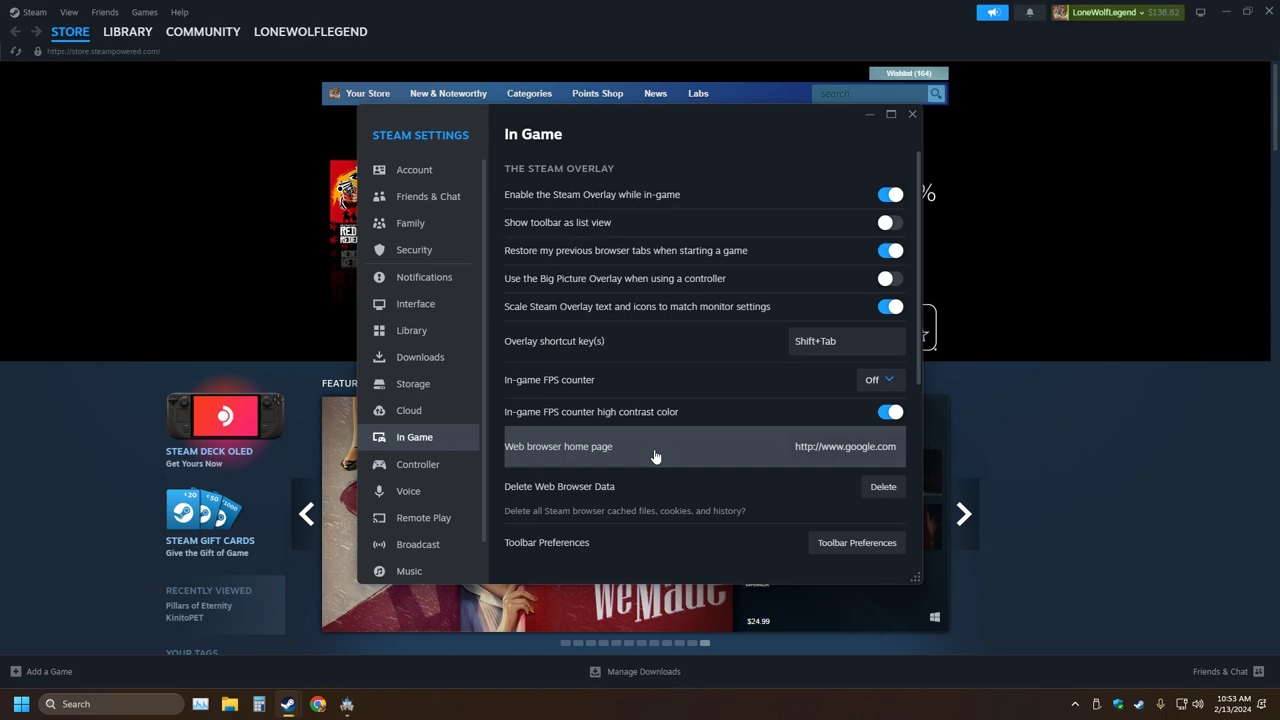 Steam View Friends Games Help
LoneWolfLegend $138.82
STORE LIBRARY COMMUNITY LONEWOLFLEGEND
https://store.steampowered.com/
Wishlist (164)
Your Store New & Noteworthy Categories Points Shop News Labs
search
STEAM SETTINGS
Account
Friends & Chat
Family
Security
Notifications
Interface
Library
Downloads
Storage
Cloud
In Game
Controller
Voice
Remote Play
Broadcast
Music
In Game
THE STEAM OVERLAY
Enable the Steam Overlay while in-game
Show toolbar as list view
Restore my previous browser tabs when starting a game
Use the Big Picture Overlay when using a controller
Scale Steam Overlay text and icons to match monitor settings
Overlay shortcut key(s) Shift+Tab
In-game FPS counter Off
In-game FPS counter high contrast color
Web browser home page http://www.google.com
Delete Web Browser Data Delete
Delete all Steam browser cached files, cookies, and history?
Toolbar Preferences Toolbar Preferences
%
RED
FEATUR
STEAM DECK OLED
Get Yours Now
$20 $50 $100
STEAM GIFT CARDS
Give the Gift of Game
RECENTLY VIEWED
Pillars of Eternity
KinitoPET
YOUR TAGS
We Made
$24.99
Add a Game
Manage Downloads
Friends & Chat
Search
10:53 AM
2/13/2024